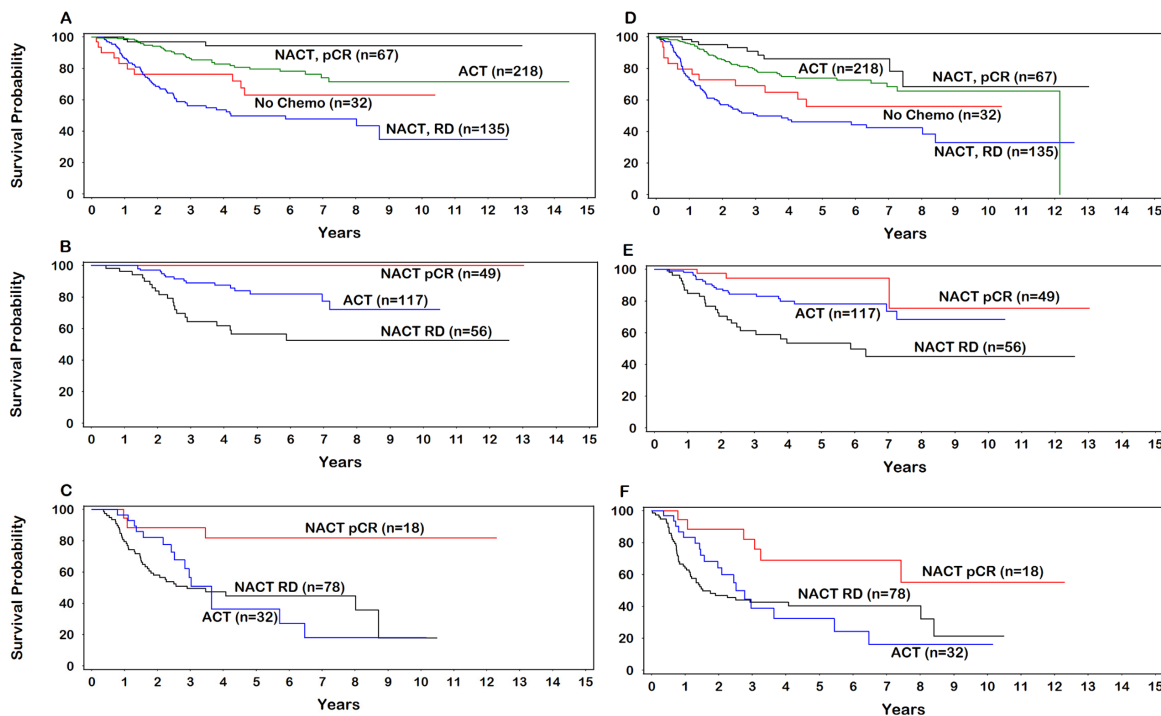 A
Survival Probability
100
80
60
40
20
0
NACT, pCR (n=67)
ACT (n=218)
No Chemo (n=32)
NACT, RD (n=135)
0 1 2 3 4 5 6 7 8 9 10 11 12 13 14 15
Years
D
Survival Probability
100
80
60
40
20
0
ACT (n=218)
NACT, pCR (n=67)
No Chemo (n=32)
NACT, RD (n=135)
0 1 2 3 4 5 6 7 8 9 10 11 12 13 14 15
Years
B
Survival Probability
100
80
60
40
20
0
NACT pCR (n=49)
ACT (n=117)
NACT RD (n=56)
0 1 2 3 4 5 6 7 8 9 10 11 12 13 14 15
Years
E
Survival Probability
100
80
60
40
20
0
NACT pCR (n=49)
ACT (n=117)
NACT RD (n=56)
0 1 2 3 4 5 6 7 8 9 10 11 12 13 14 15
Years
C
Survival Probability
100
80
60
40
20
0
NACT pCR (n=18)
NACT RD (n=78)
ACT (n=32)
0 1 2 3 4 5 6 7 8 9 10 11 12 13 14 15
Years
F
Survival Probability
100
80
60
40
20
0
NACT pCR (n=18)
NACT RD (n=78)
ACT (n=32)
0 1 2 3 4 5 6 7 8 9 10 11 12 13 14 15
Years